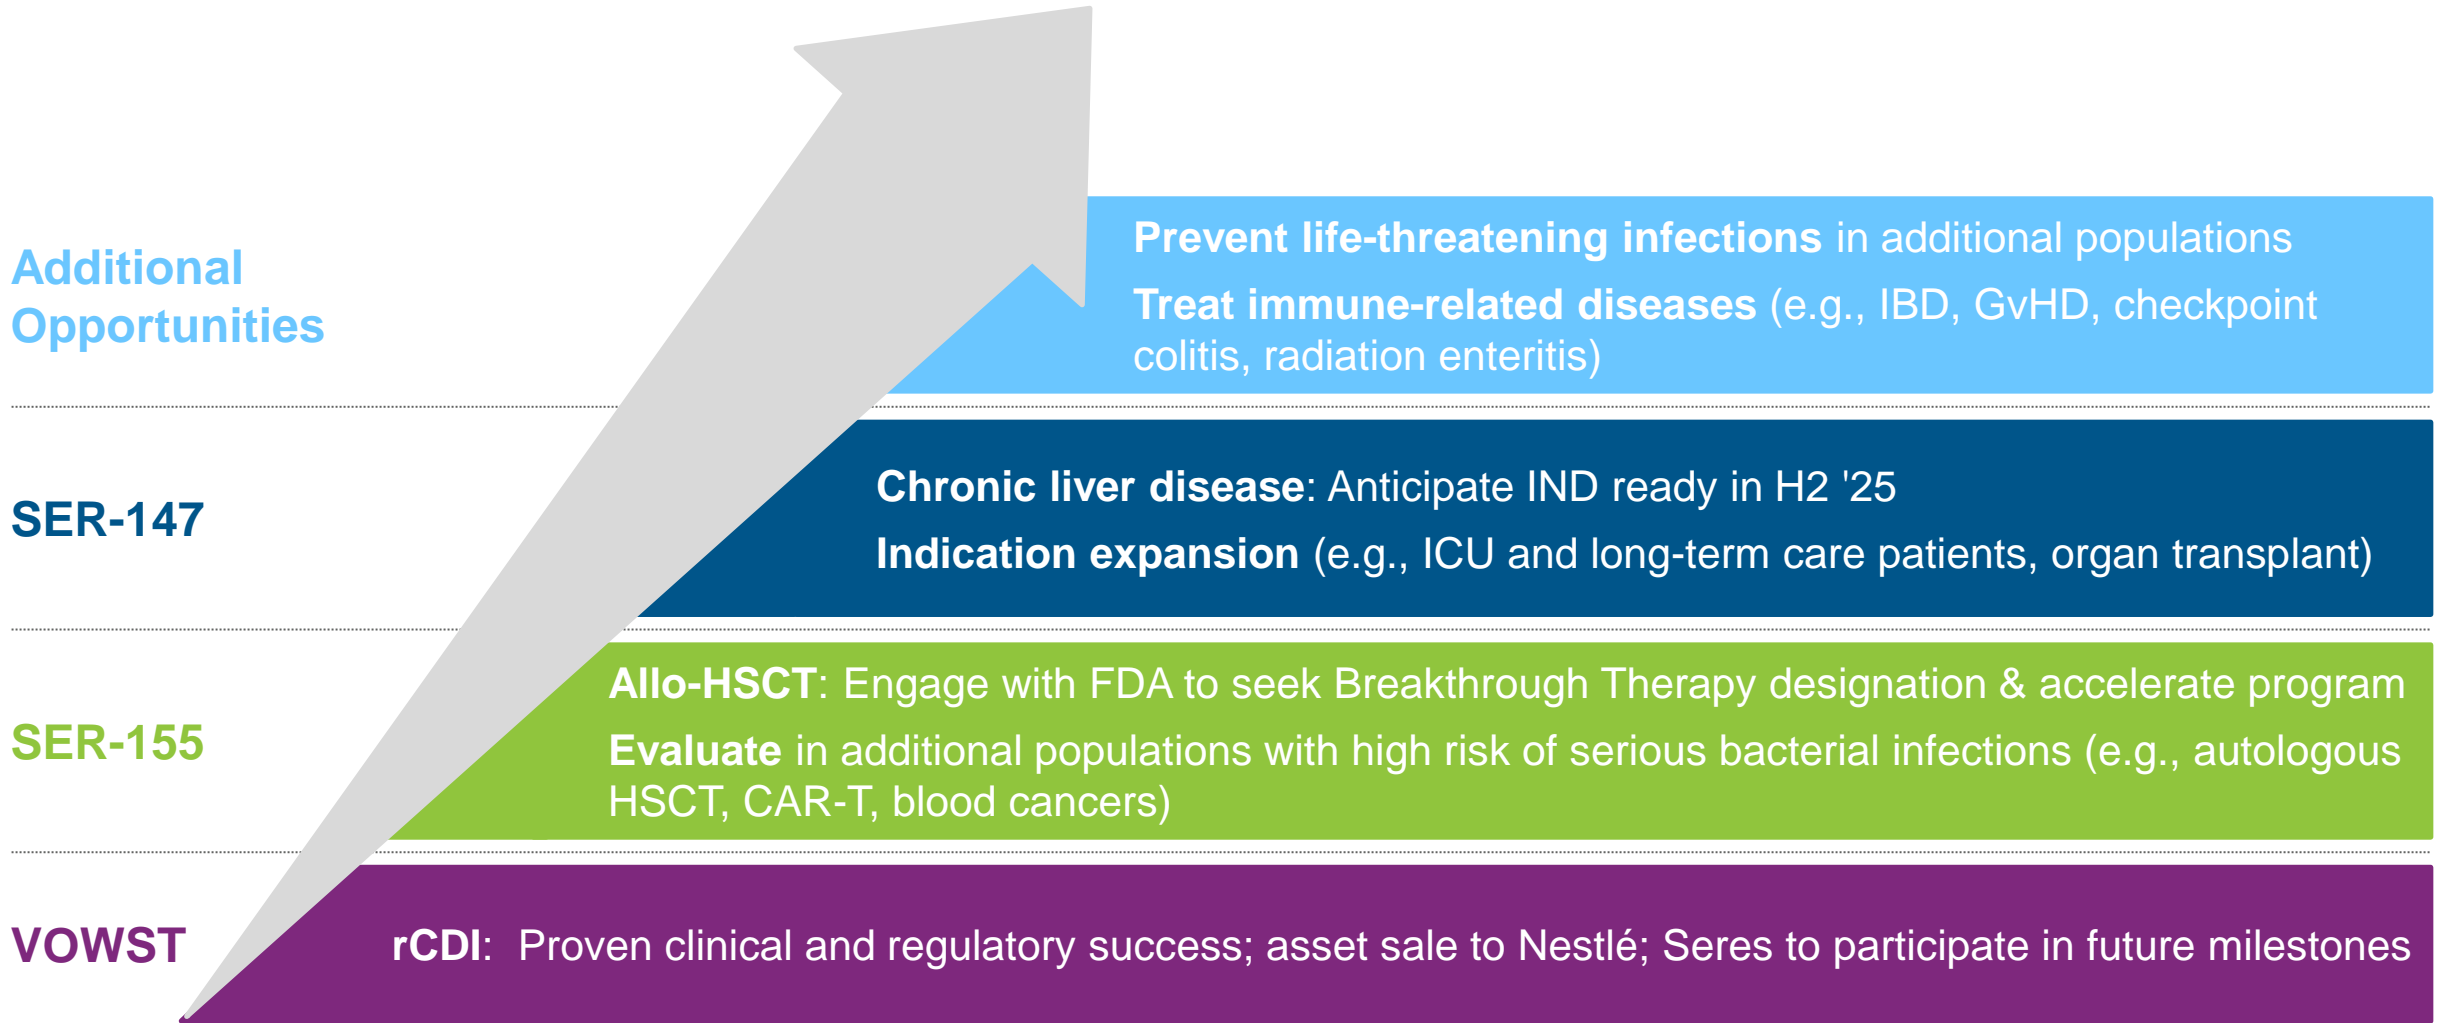 Additional
Opportunities
Prevent life-threatening infections in additional populations
Treat immune-related diseases (e.g., IBD, GvHD, checkpoint
colitis, radiation enteritis)
SER-147
Chronic liver disease: Anticipate IND ready in H2 '25
Indication expansion (e.g., ICU and long-term care patients, organ transplant)
SER-155
Allo-HSCT: Engage with FDA to seek Breakthrough Therapy designation & accelerate program
Evaluate in additional populations with high risk of serious bacterial infections (e.g., autologous
HSCT, CAR-T, blood cancers)
VOWST
rCDI:  Proven clinical and regulatory success; asset sale to Nestlé; Seres to participate in future milestones